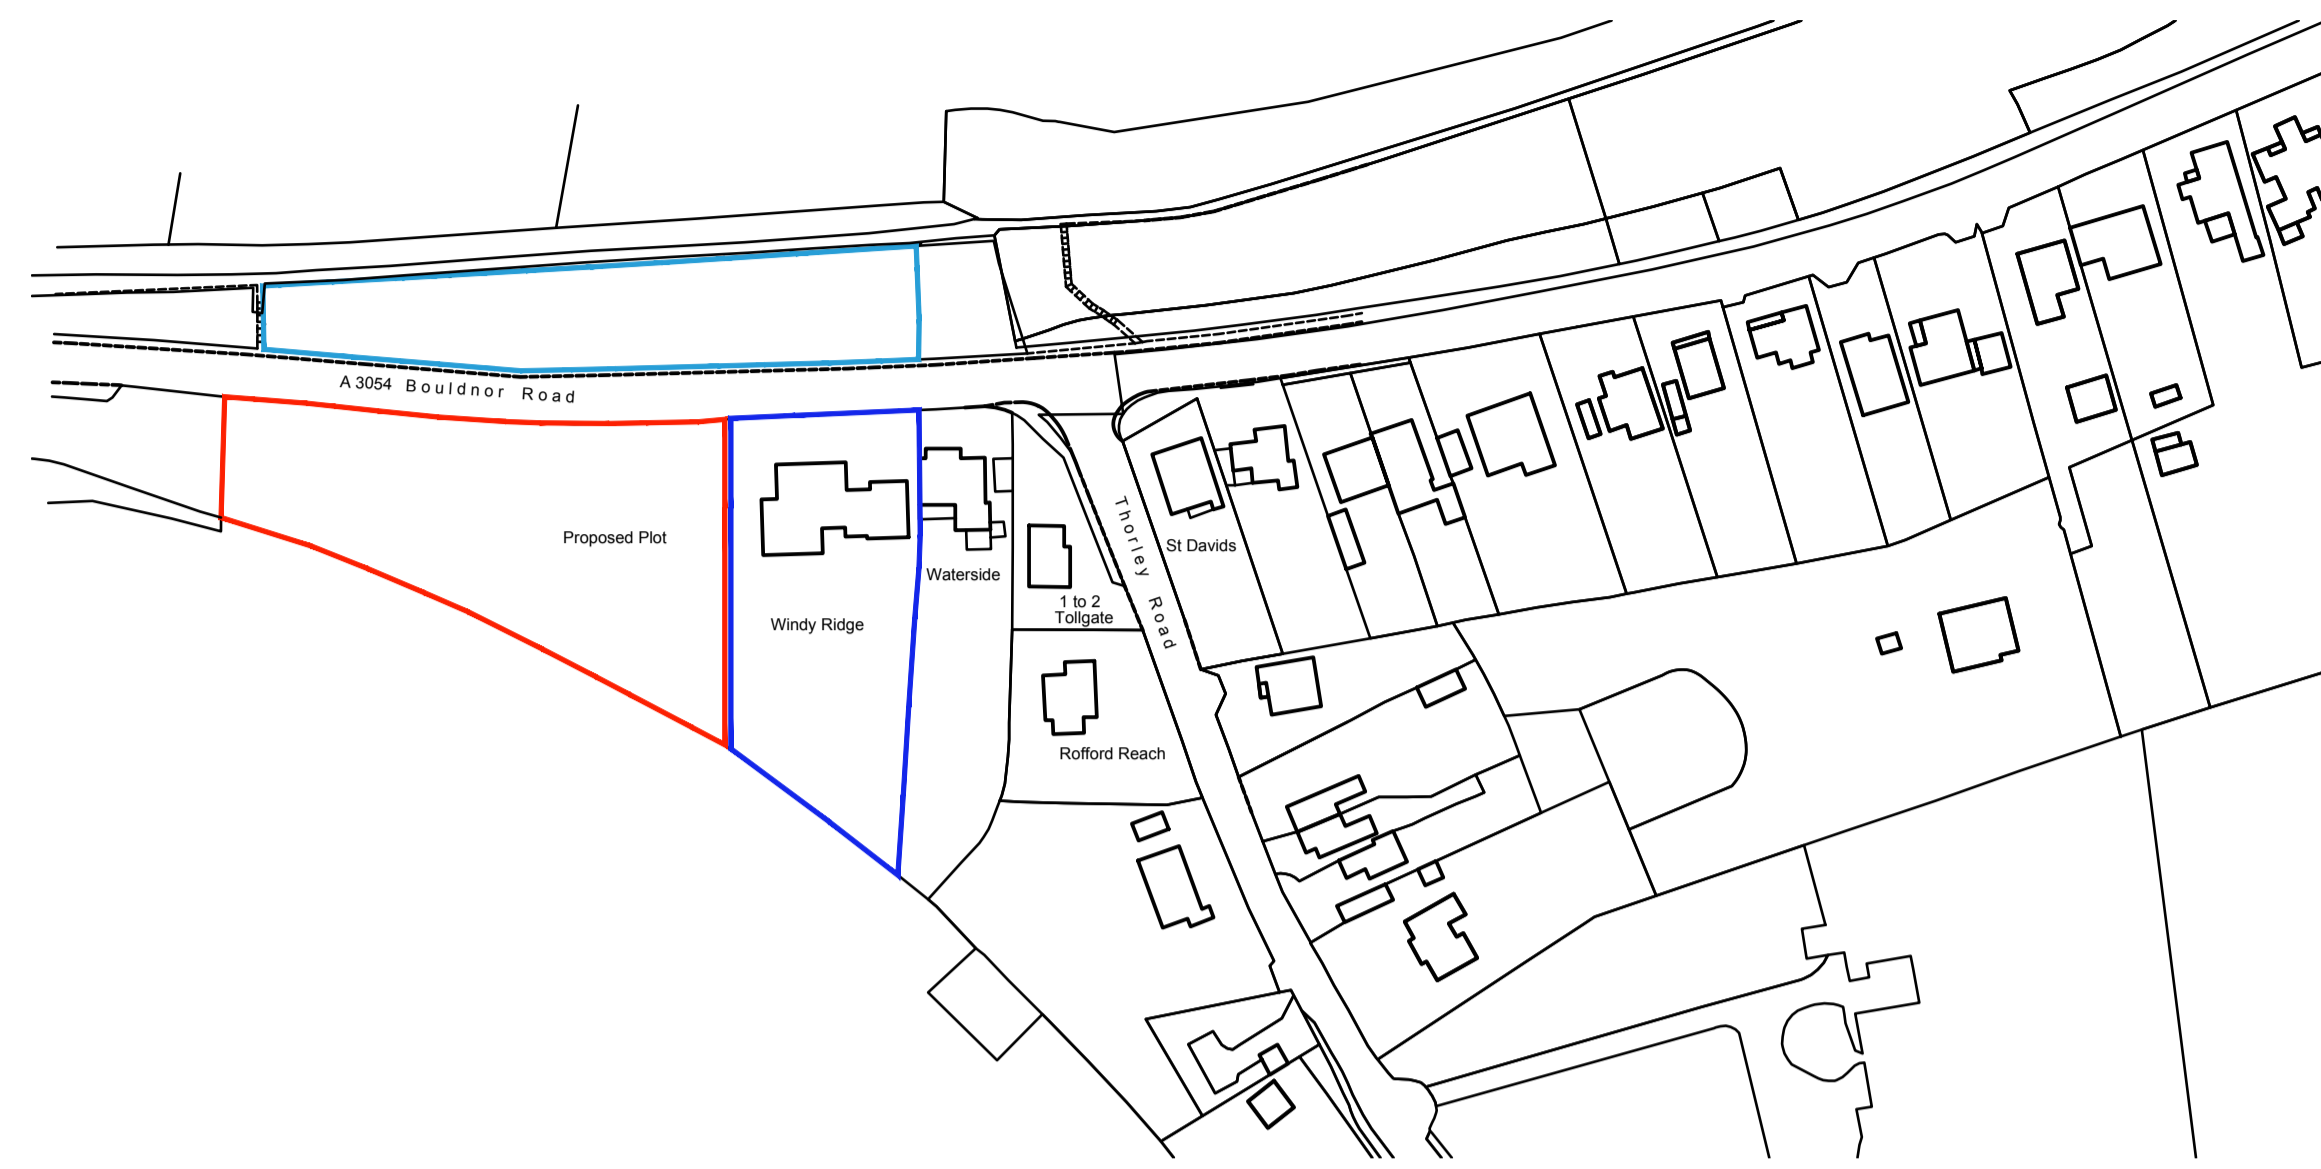 A 3054 Bouldnor Road
Proposed Plot
Windy Ridge
Waterside
1 to 2
Tollgate
Thorley Road
St Davids
Rofford Reach